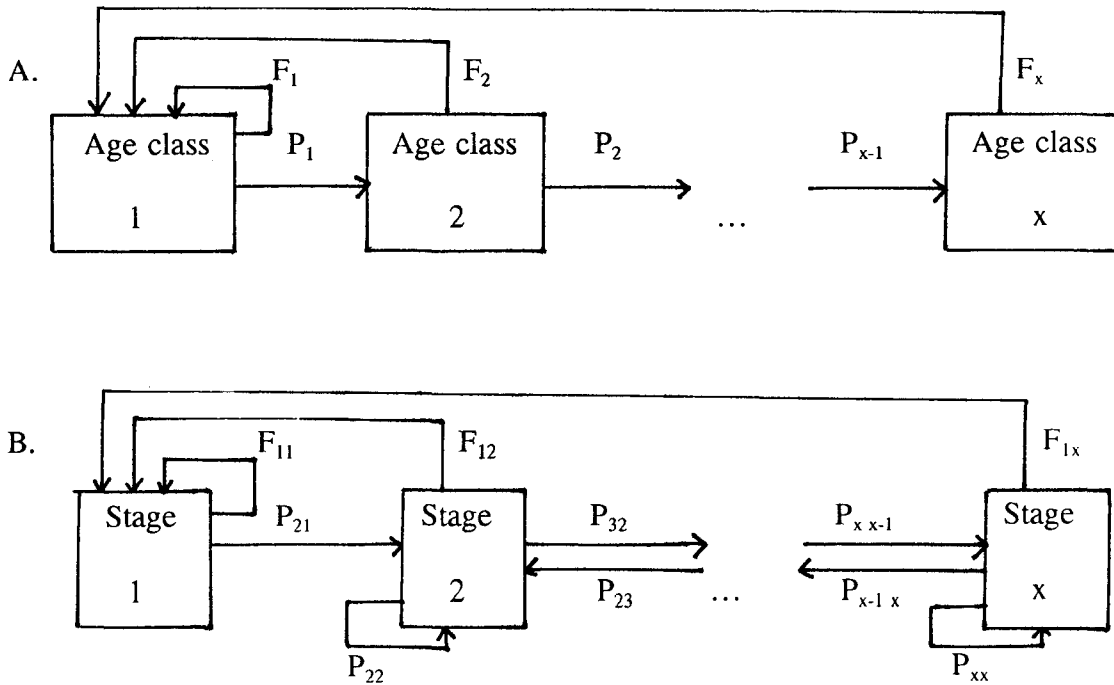 A.
F₁
F₂
Fₓ
Age class
1
P₁
Age class
2
P₂
...
Pₓ₋₁
Age class
x
B.
F₁₁
F₁₂
F₁ₓ
Stage
1
P₂₁
Stage
2
P₃₂
P₂₃
P₂₂
...
Pₓ ₓ₋₁
Pₓ₋₁ ₓ
Stage
x
Pₓₓ